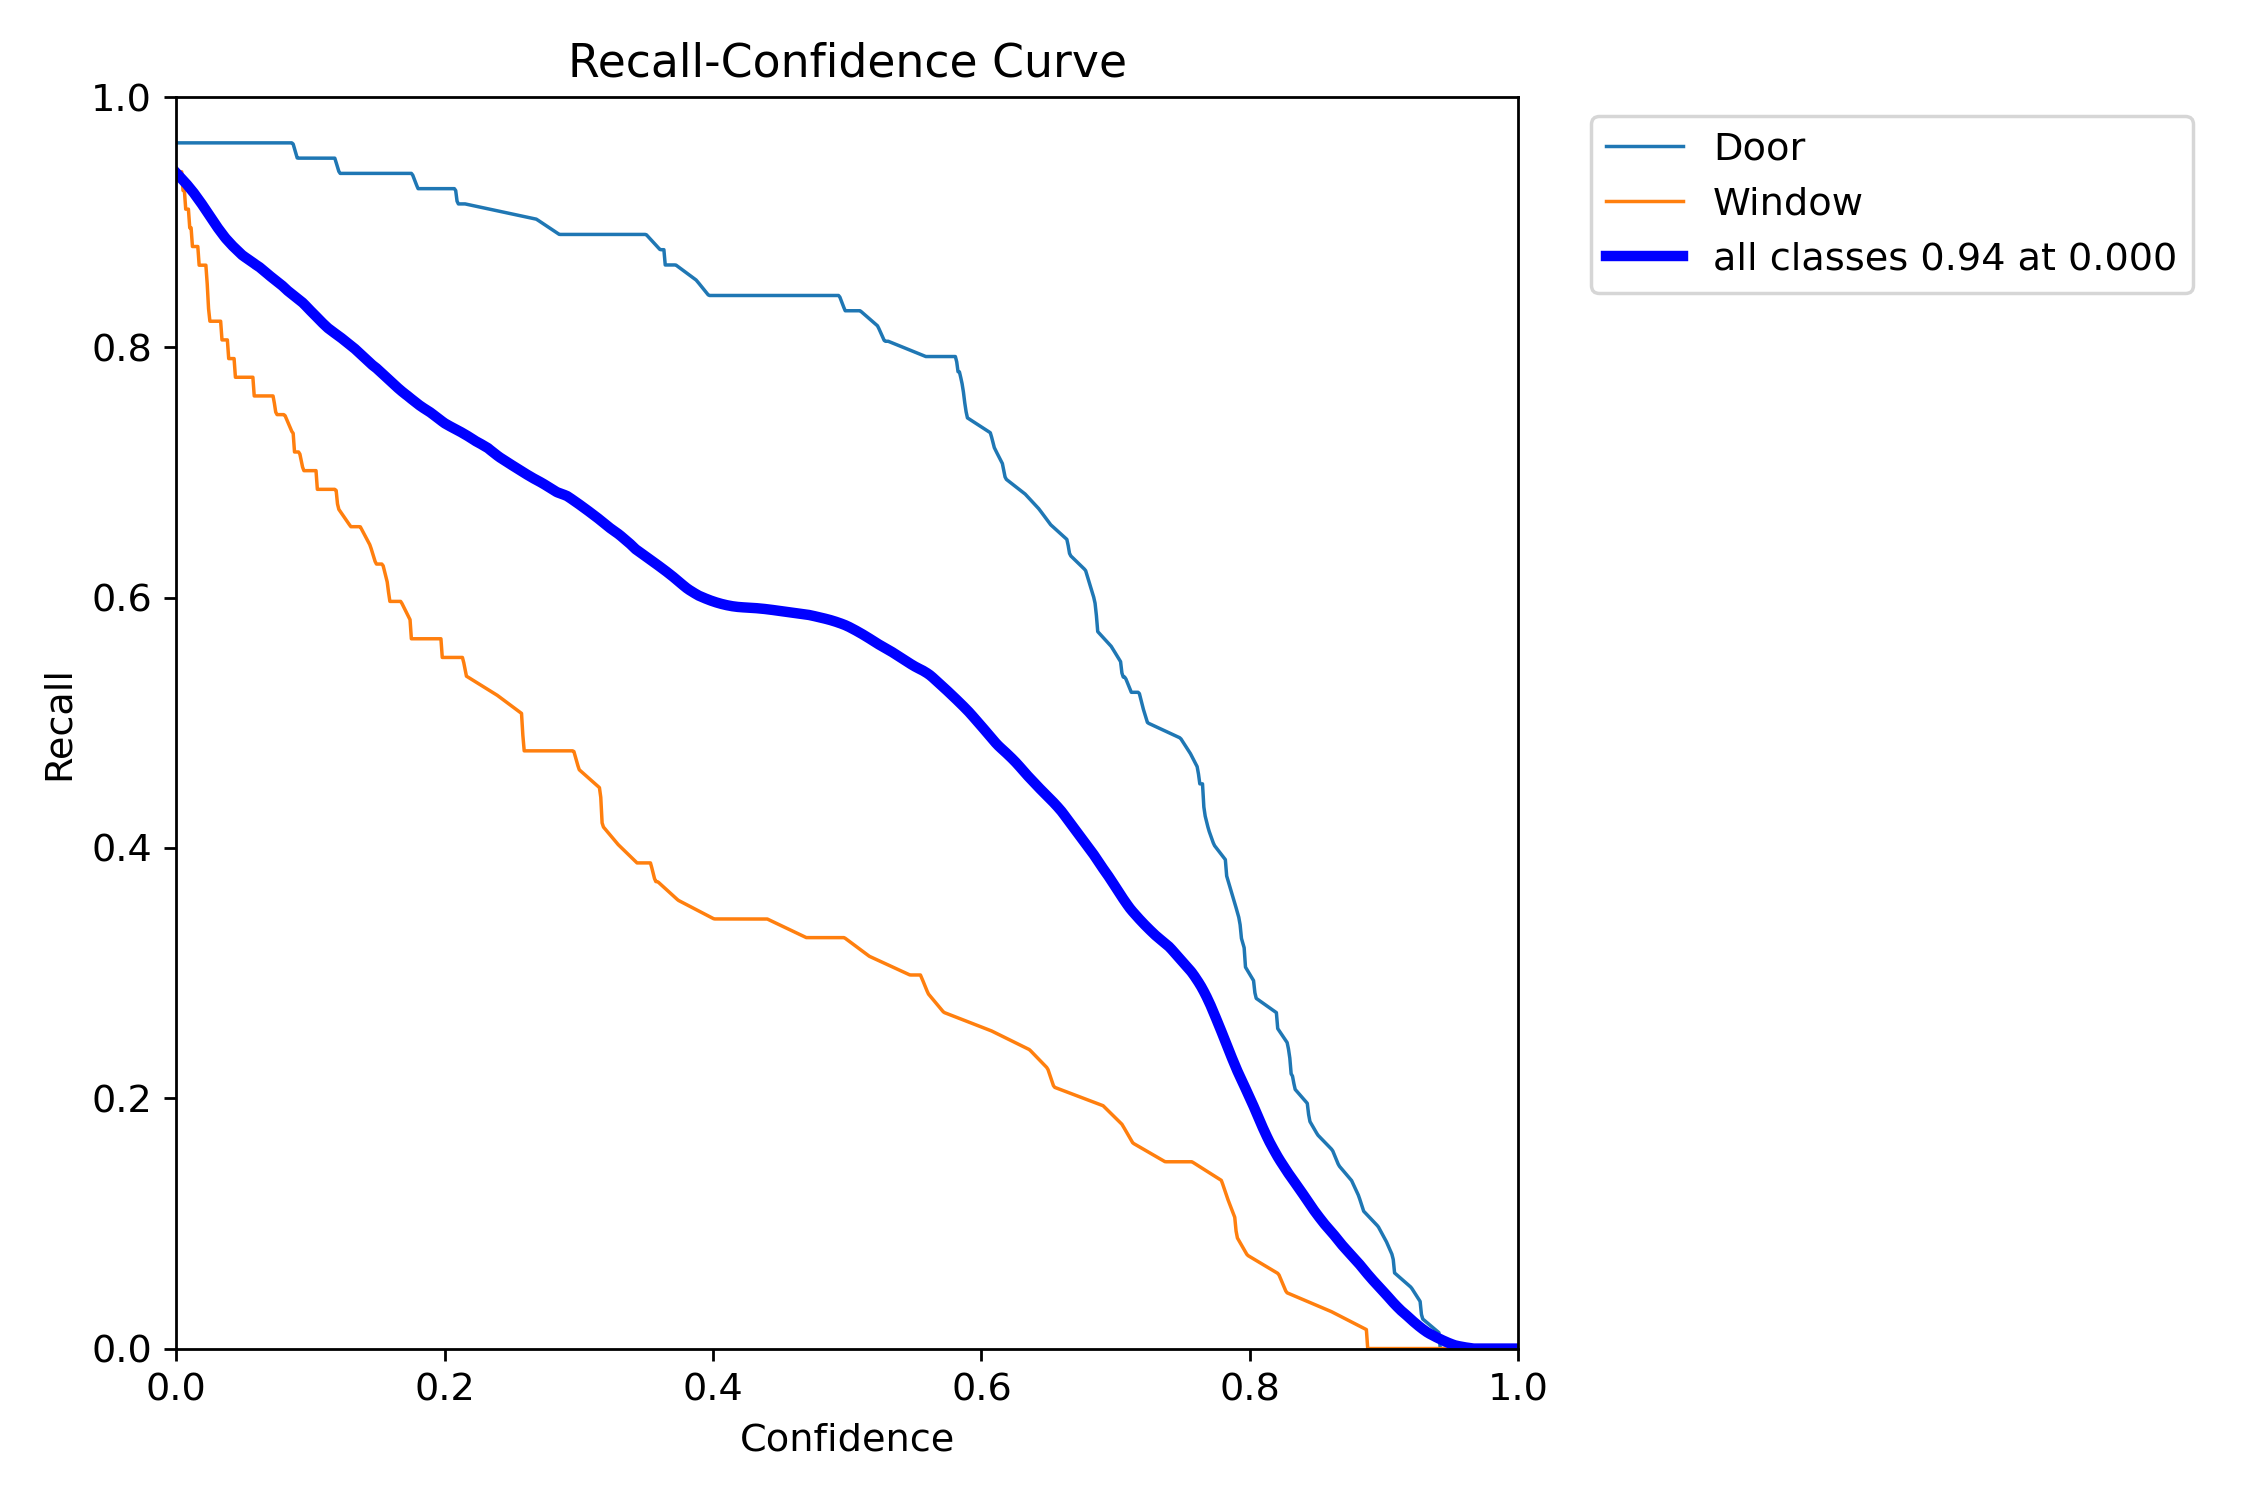 Recall-Confidence Curve
1.0
0.8
0.6
0.4
0.2
0.0
Recall
0.0 0.2 0.4 0.6 0.8 1.0
Confidence
Door
Window
all classes 0.94 at 0.000